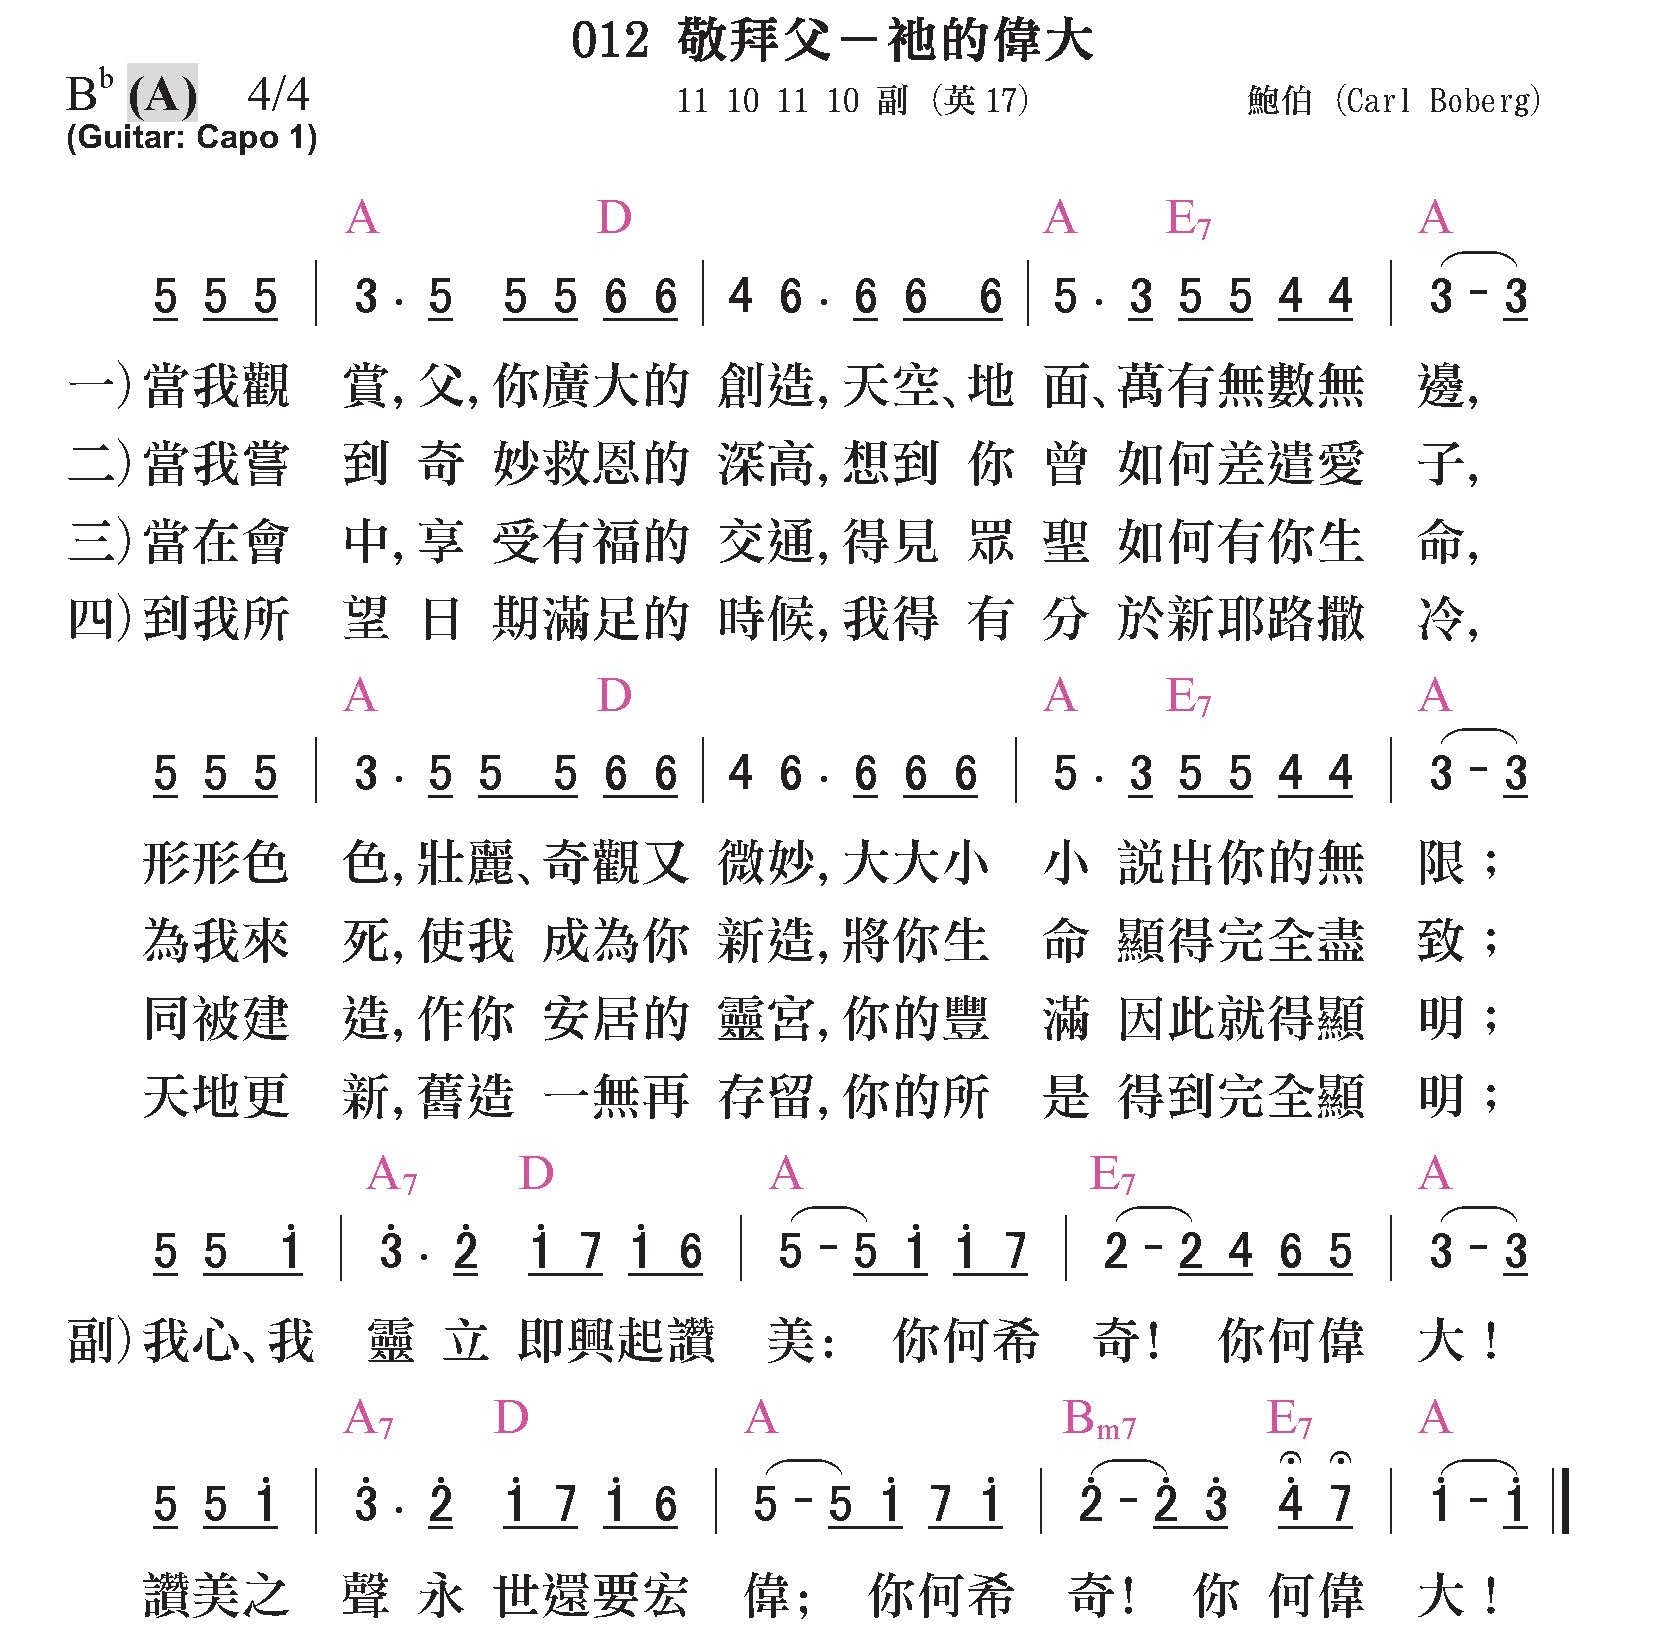 012 敬拜父－祂的偉大
B♭ (A) 4/4 11 10 11 10 副 (英17) 鮑伯 (Carl Boberg)
(Guitar: Capo 1)
A D A E7 A
5 5 5 | 3 · 5 5 5 6 6 | 4 6 · 6 6 6 | 5 · 3 5 5 4 4 | 3 - 3
一)當我觀 賞,父,你廣大的 創造,天空、地 面、萬有無數無 邊,
二)當我嘗 到 奇 妙救恩的 深高,想到 你 曾 如何差遣愛 子,
三)當在會 中,享 受有福的 交通,得見 眾 聖 如何有你生 命,
四)到我所 望 日 期滿足的 時候,我得 有 分 於新耶路撒 冷,
A D A E7 A
5 5 5 | 3 · 5 5 5 6 6 | 4 6 · 6 6 6 | 5 · 3 5 5 4 4 | 3 - 3
形形色 色,壯麗、奇觀又 微妙,大大小 小 説出你的無 限；
為我來 死,使我 成為你 新造,將你生 命 顯得完全盡 致；
同被建 造,作你 安居的 靈宮,你的豐 滿 因此就得顯 明；
天地更 新,舊造 一無再 存留,你的所 是 得到完全顯 明；
A7 D A E7 A
5 5 1̇ | 3̇ · 2̇ 1̇ 7 1̇ 6 | 5 - 5 1̇ 1̇ 7 | 2 - 2 4 6 5 | 3 - 3
副)我心、我 靈 立 即興起讚 美： 你何希 奇！ 你何偉 大！
A7 D A Bm7 E7 A
5 5 1̇ | 3̇ · 2̇ 1̇ 7 1̇ 6 | 5 - 5 1̇ 7 1̇ | 2̇ - 2̇ 3̇ 4̇ 7 | 1̇ - 1̇ ‖
讚美之 聲 永 世還要宏 偉； 你何希 奇！ 你 何偉 大！